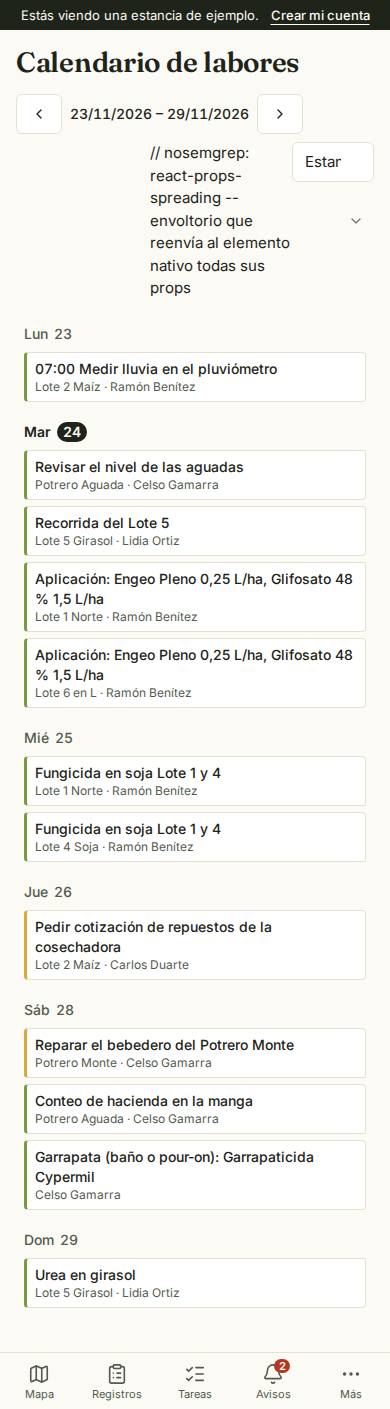 Estás viendo una estancia de ejemplo. Crear mi cuenta
Calendario de labores
23/11/2026 – 29/11/2026
// nosemgrep:
react-props-
spreading --
envoltorio que
reenvía al elemento
nativo todas sus
props
Estar
Lun 23
07:00 Medir lluvia en el pluviómetro
Lote 2 Maíz · Ramón Benítez
Mar 24
Revisar el nivel de las aguadas
Potrero Aguada · Celso Gamarra
Recorrida del Lote 5
Lote 5 Girasol · Lidia Ortiz
Aplicación: Engeo Pleno 0,25 L/ha, Glifosato 48
% 1,5 L/ha
Lote 1 Norte · Ramón Benítez
Aplicación: Engeo Pleno 0,25 L/ha, Glifosato 48
% 1,5 L/ha
Lote 6 en L · Ramón Benítez
Mié 25
Fungicida en soja Lote 1 y 4
Lote 1 Norte · Ramón Benítez
Fungicida en soja Lote 1 y 4
Lote 4 Soja · Ramón Benítez
Jue 26
Pedir cotización de repuestos de la
cosechadora
Lote 2 Maíz · Carlos Duarte
Sáb 28
Reparar el bebedero del Potrero Monte
Potrero Monte · Celso Gamarra
Conteo de hacienda en la manga
Potrero Aguada · Celso Gamarra
Garrapata (baño o pour-on): Garrapaticida
Cypermil
Celso Gamarra
Dom 29
Urea en girasol
Lote 5 Girasol · Lidia Ortiz
2
Mapa Registros Tareas Avisos Más